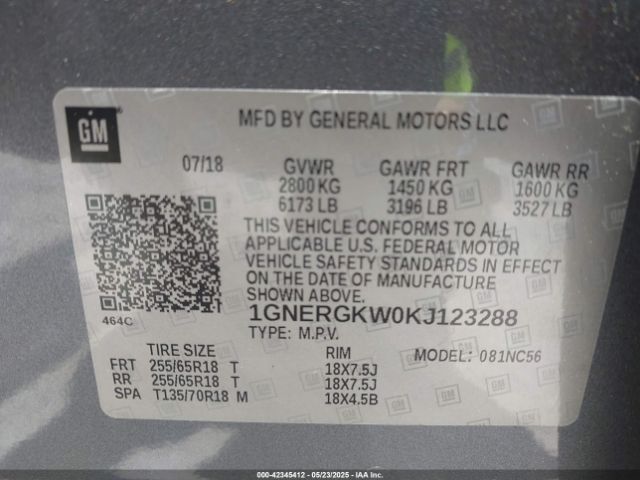 GM
MFD BY GENERAL MOTORS LLC
07/18 GVWR GAWR FRT GAWR RR
2800 KG 1450 KG 1600 KG
6173 LB 3196 LB 3527 LB
THIS VEHICLE CONFORMS TO ALL
APPLICABLE U.S. FEDERAL MOTOR
VEHICLE SAFETY STANDARDS IN EFFECT
ON THE DATE OF MANUFACTURE
SHOWN ABOVE.
464C
1GNERGKW0KJ123288
TYPE: M.P.V.
TIRE SIZE RIM MODEL: 081NC56
FRT 255/65R18 T 18X7.5J
RR 255/65R18 T 18X7.5J
SPA T135/70R18 M 18X4.5B
000-42345412 - 05/23/2025 - IAAI.COM